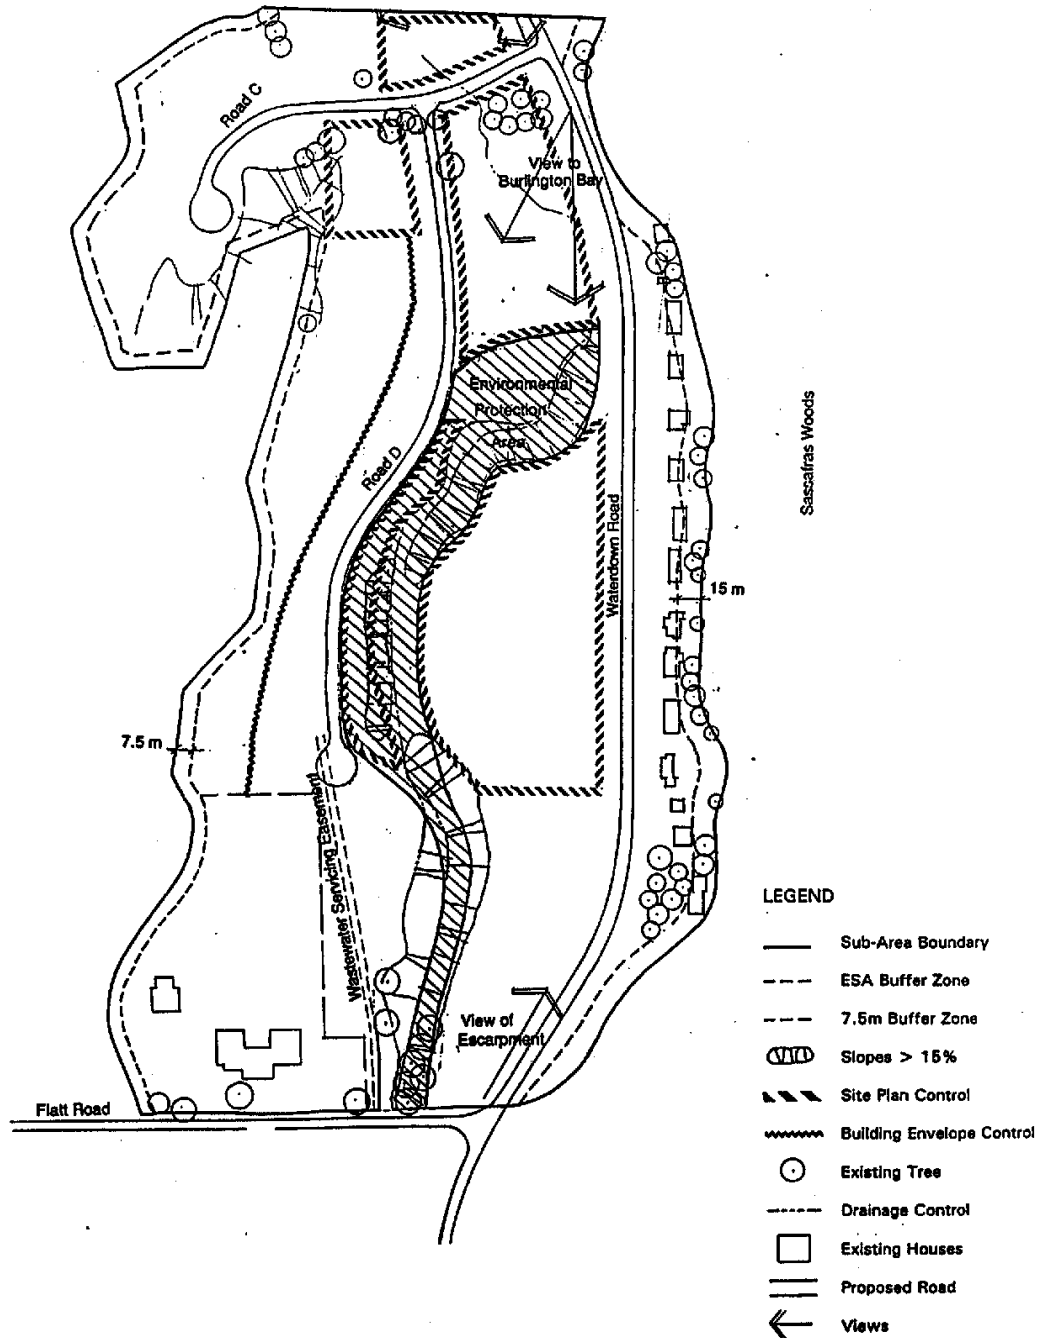 Road C
View to
Burlington Bay
Environmental
Protection
Area
Road D
Sassafras Woods
Waterdown Road
15 m
7.5 m
Wastewater Servicing Easement
View of
Escarpment
Flatt Road
LEGEND
Sub-Area Boundary
ESA Buffer Zone
7.5m Buffer Zone
Slopes > 15%
Site Plan Control
Building Envelope Control
Existing Tree
Drainage Control
Existing Houses
Proposed Road
Views